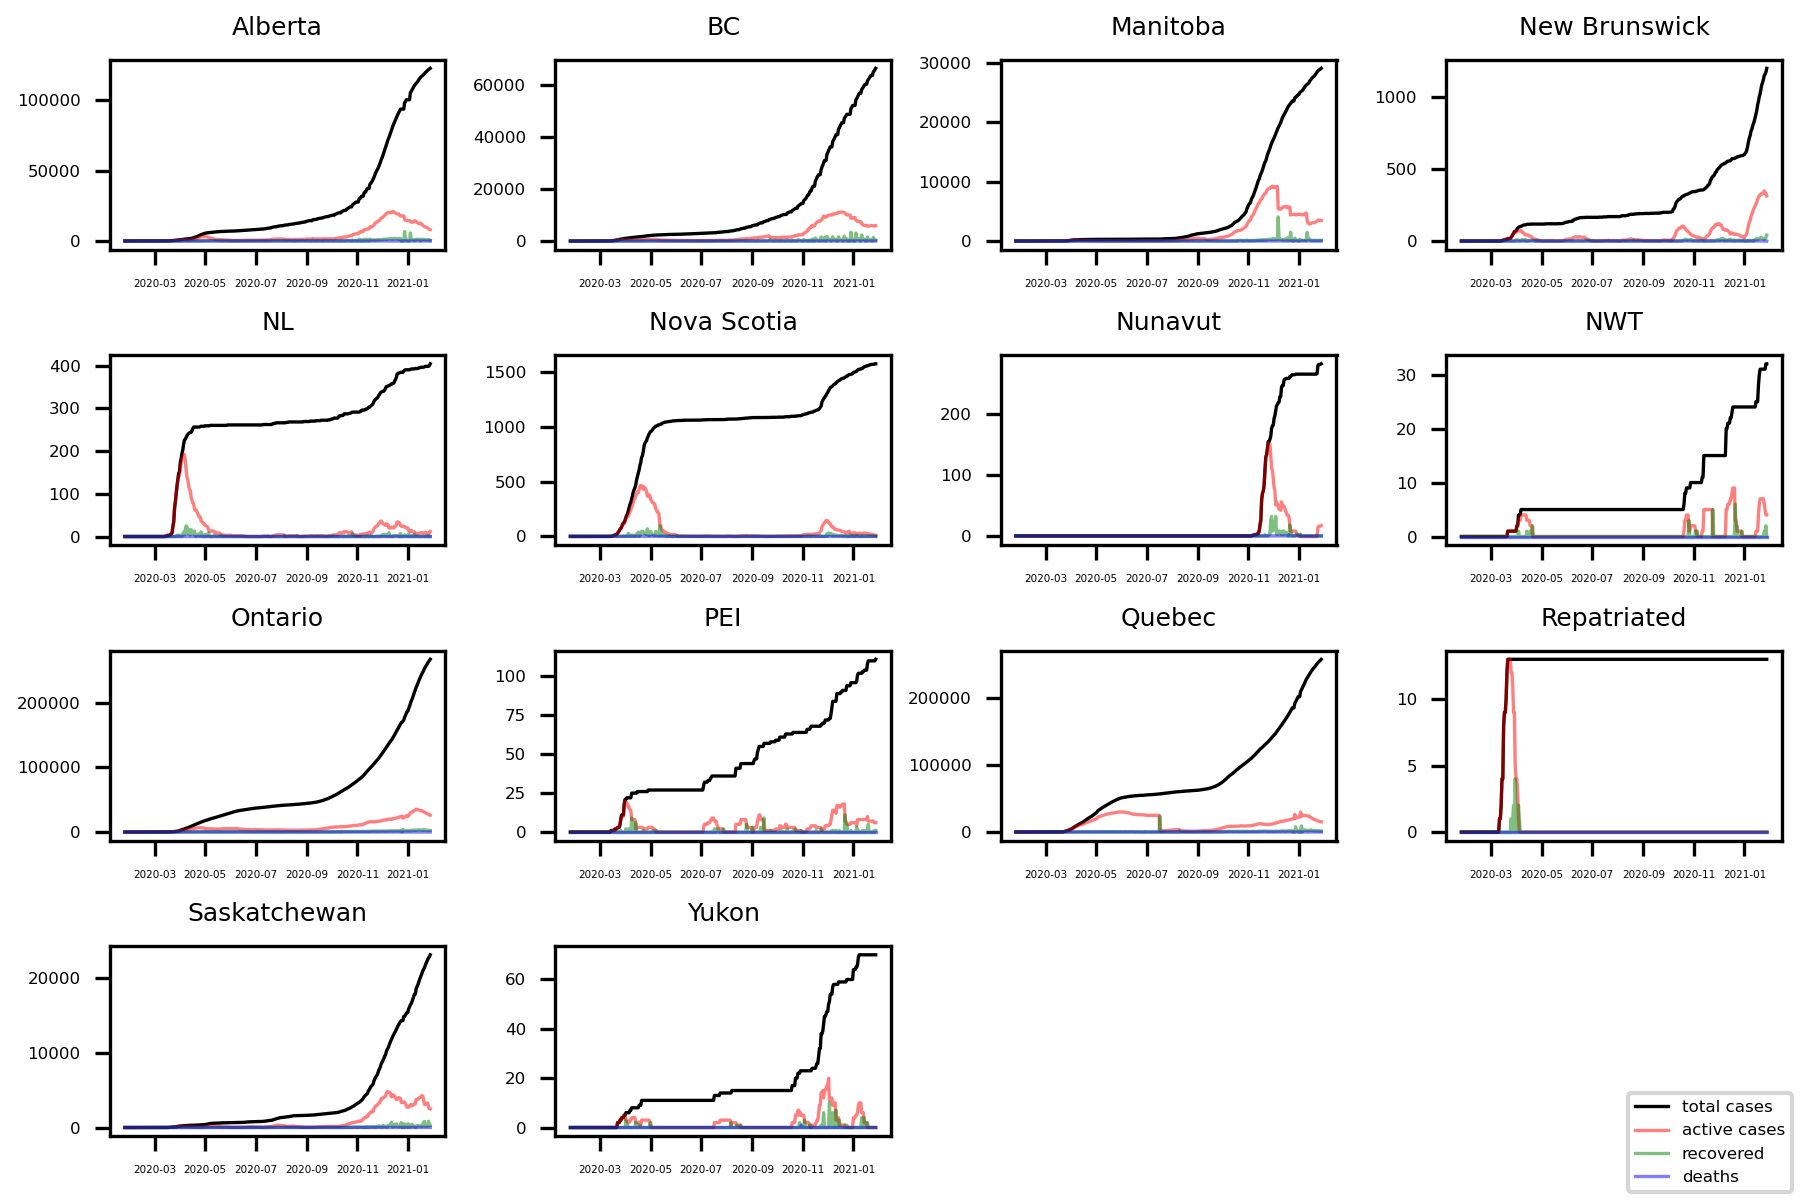 Alberta
BC
Manitoba
New Brunswick
100000
50000
0
2020-03 2020-05 2020-07 2020-09 2020-11 2021-01
60000
40000
20000
0
2020-03 2020-05 2020-07 2020-09 2020-11 2021-01
30000
20000
10000
0
2020-03 2020-05 2020-07 2020-09 2020-11 2021-01
1000
500
0
2020-03 2020-05 2020-07 2020-09 2020-11 2021-01
NL
Nova Scotia
Nunavut
NWT
400
300
200
100
0
2020-03 2020-05 2020-07 2020-09 2020-11 2021-01
1500
1000
500
0
2020-03 2020-05 2020-07 2020-09 2020-11 2021-01
200
100
0
2020-03 2020-05 2020-07 2020-09 2020-11 2021-01
30
20
10
0
2020-03 2020-05 2020-07 2020-09 2020-11 2021-01
Ontario
PEI
Quebec
Repatriated
200000
100000
0
2020-03 2020-05 2020-07 2020-09 2020-11 2021-01
100
75
50
25
0
2020-03 2020-05 2020-07 2020-09 2020-11 2021-01
200000
100000
0
2020-03 2020-05 2020-07 2020-09 2020-11 2021-01
10
5
0
2020-03 2020-05 2020-07 2020-09 2020-11 2021-01
Saskatchewan
Yukon
20000
10000
0
2020-03 2020-05 2020-07 2020-09 2020-11 2021-01
60
40
20
0
2020-03 2020-05 2020-07 2020-09 2020-11 2021-01
total cases
active cases
recovered
deaths